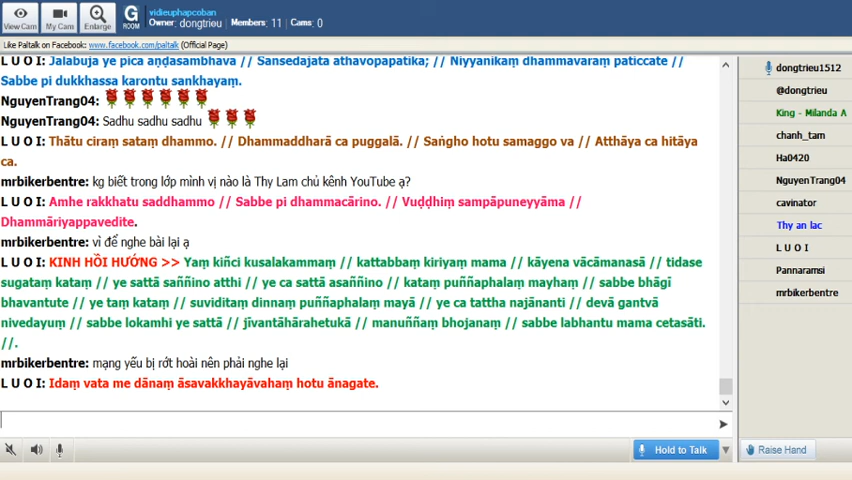 View Cam
My Cam
Enlarge
G
ROOM
vidieuphapcoban
Owner: dongtrieu Members: 11 Cams: 0
Like Paltalk on Facebook: www.facebook.com/paltalk (Official Page)
L U O I: Jalabuja ye pica aṇḍasambhava // Sansedajata athavopapatika; // Niyyanikaṃ dhammavaraṃ paticcate //
Sabbe pi dukkhassa karontu sankhayaṃ.
NguyenTrang04:
NguyenTrang04: Sadhu sadhu sadhu
L U O I: Thātu ciraṃ sataṃ dhammo. // Dhammaddharā ca puggalā. // Saṅgho hotu samaggo va // Atthāya ca hitāya
ca.
mrbikerbentre: kg biết trong lớp mình vị nào là Thy Lam chủ kênh YouTube ạ?
L U O I: Amhe rakkhatu saddhammo // Sabbe pi dhammacārino. // Vuḍḍhiṃ sampāpuneyyāma //
Dhammāriyappavedite.
mrbikerbentre: vì để nghe bài lại ạ
L U O I: KINH HỒI HƯỚNG >> Yaṃ kiñci kusalakammaṃ // kattabbaṃ kiriyaṃ mama // kāyena vācāmanasā // tidase
sugataṃ kataṃ // ye sattā saññino atthi // ye ca sattā asaññino // kataṃ puññaphalaṃ mayhaṃ // sabbe bhāgī
bhavantute // ye taṃ kataṃ // suviditaṃ dinnaṃ puññaphalaṃ mayā // ye ca tattha najānanti // devā gantvā
nivedayuṃ // sabbe lokamhi ye sattā // jīvantāhārahetukā // manuññaṃ bhojanaṃ // sabbe labhantu mama cetasāti.
//.
mrbikerbentre: mạng yếu bị rớt hoài nên phải nghe lại
L U O I: Idaṃ vata me dānaṃ āsavakkhayāvahaṃ hotu ānagate.
Hold to Talk
Raise Hand
dongtrieu1512
@dongtrieu
King - Milanda A
chanh_tam
Ha0420
NguyenTrang04
cavinator
Thy an lac
L U O I
Pannaramsi
mrbikerbentre